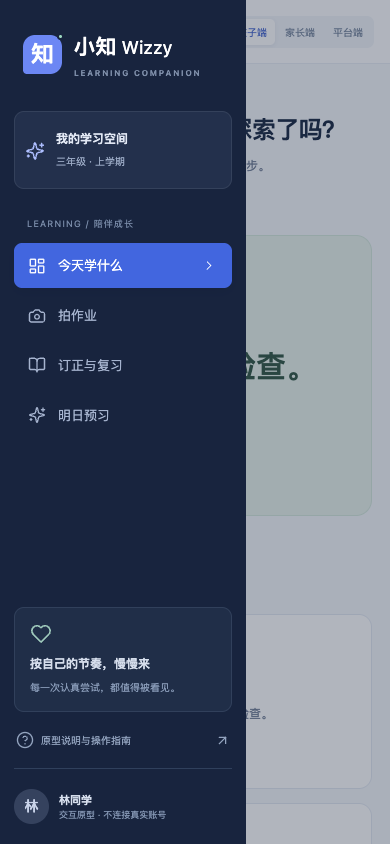 知
小知 Wizzy
LEARNING COMPANION
我的学习空间
三年级 · 上学期
LEARNING / 陪伴成长
今天学什么
拍作业
订正与复习
明日预习
按自己的节奏，慢慢来
每一次认真尝试，都值得被看见。
原型说明与操作指南
林
林同学
交互原型 · 不连接真实账号
子端
家长端
平台端
索了吗?
步。
查。
查。